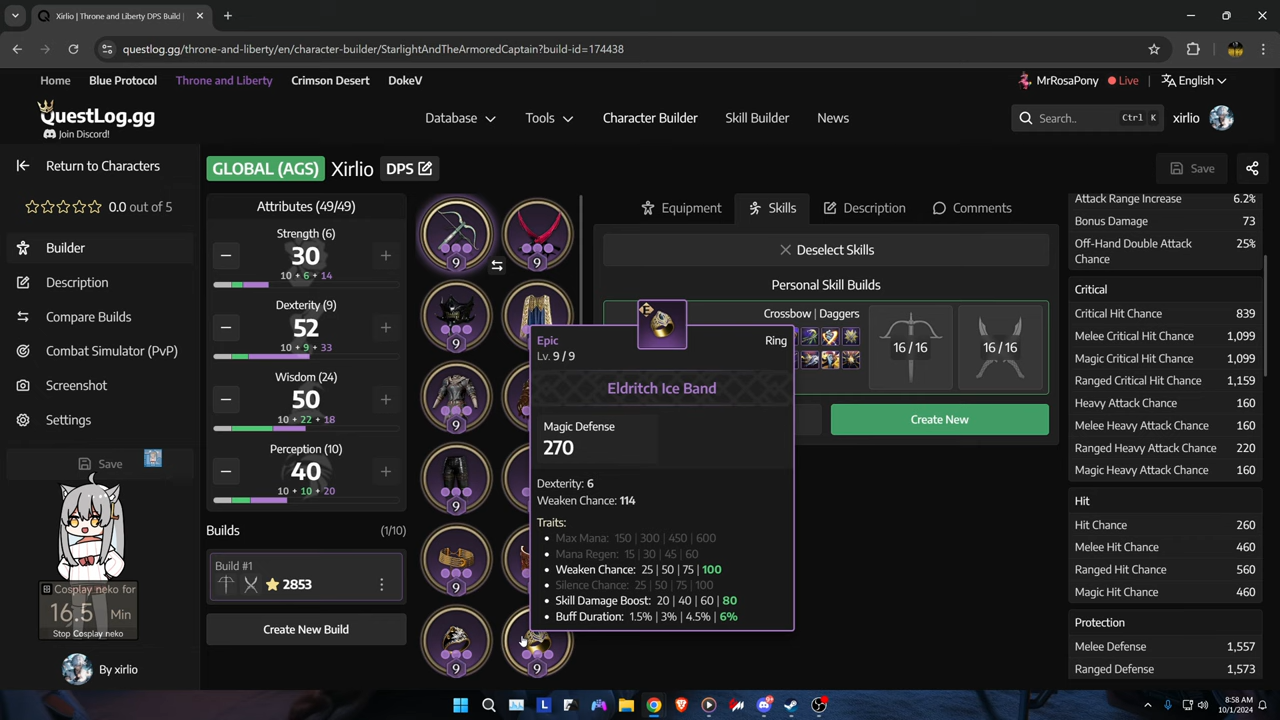 Xirlio | Throne and Liberty DPS Build |
questlog.gg/throne-and-liberty/en/character-builder/StarlightAndTheArmoredCaptain?build-id=174438
Home Blue Protocol Throne and Liberty Crimson Desert DokeV
MrRosaPony Live English
QuestLog.gg
Join Discord!
Database Tools Character Builder Skill Builder News
Search.. Ctrl K xirlio
Return to Characters
0.0 out of 5
Builder
Description
Compare Builds
Combat Simulator (PvP)
Screenshot
Settings
Save
Cosplay neko for
16.5 Min
Stop Cosplay neko
By xirlio
GLOBAL (AGS) Xirlio DPS
Save
Attributes (49/49)
Strength (6)
30
10 + 6 + 14
Dexterity (9)
52
10 + 9 + 33
Wisdom (24)
50
10 + 22 + 18
Perception (10)
40
10 + 10 + 20
Builds (1/10)
Build #1
2853
Create New Build
9 9
9
9
9
9
9 9
Equipment Skills Description Comments
Deselect Skills
Personal Skill Builds
Crossbow | Daggers
16 / 16 16 / 16
Create New
E
Epic Ring
Lv. 9 / 9
Eldritch Ice Band
Magic Defense
270
Dexterity: 6
Weaken Chance: 114
Traits:
Max Mana: 150 | 300 | 450 | 600
Mana Regen: 15 | 30 | 45 | 60
Weaken Chance: 25 | 50 | 75 | 100
Silence Chance: 25 | 50 | 75 | 100
Skill Damage Boost: 20 | 40 | 60 | 80
Buff Duration: 1.5% | 3% | 4.5% | 6%
Attack Range Increase 6.2%
Bonus Damage 73
Off-Hand Double Attack 25%
Chance
Critical
Critical Hit Chance 839
Melee Critical Hit Chance 1,099
Magic Critical Hit Chance 1,099
Ranged Critical Hit Chance 1,159
Heavy Attack Chance 160
Melee Heavy Attack Chance 160
Ranged Heavy Attack Chance 220
Magic Heavy Attack Chance 160
Hit
Hit Chance 260
Melee Hit Chance 460
Ranged Hit Chance 560
Magic Hit Chance 460
Protection
Melee Defense 1,557
Ranged Defense 1,573
8:58 AM
10/1/2024